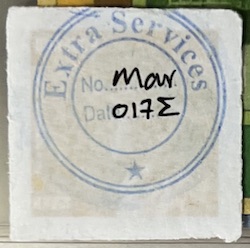 Extra Services
No. Mar
Dat 017Σ